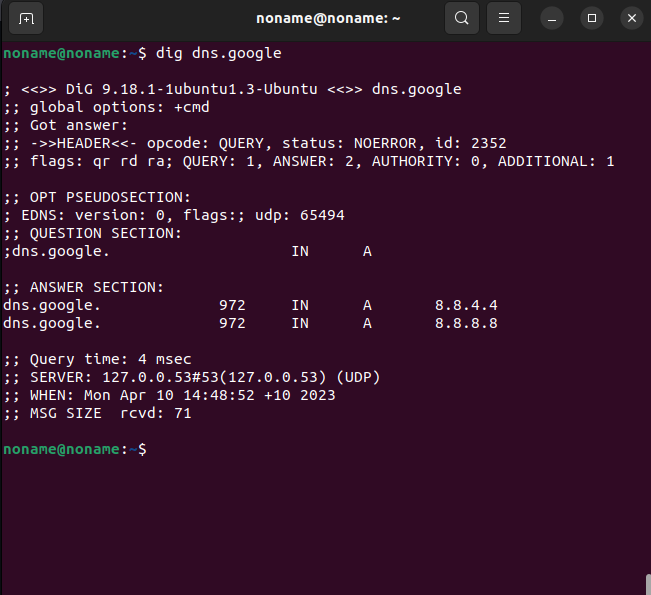 noname@noname: ~
noname@noname:~$ dig dns.google
; <<>> DiG 9.18.1-1ubuntu1.3-Ubuntu <<>> dns.google
;; global options: +cmd
;; Got answer:
;; ->>HEADER<<- opcode: QUERY, status: NOERROR, id: 2352
;; flags: qr rd ra; QUERY: 1, ANSWER: 2, AUTHORITY: 0, ADDITIONAL: 1
;; OPT PSEUDOSECTION:
; EDNS: version: 0, flags:; udp: 65494
;; QUESTION SECTION:
;dns.google. IN A
;; ANSWER SECTION:
dns.google. 972 IN A 8.8.4.4
dns.google. 972 IN A 8.8.8.8
;; Query time: 4 msec
;; SERVER: 127.0.0.53#53(127.0.0.53) (UDP)
;; WHEN: Mon Apr 10 14:48:52 +10 2023
;; MSG SIZE  rcvd: 71
noname@noname:~$